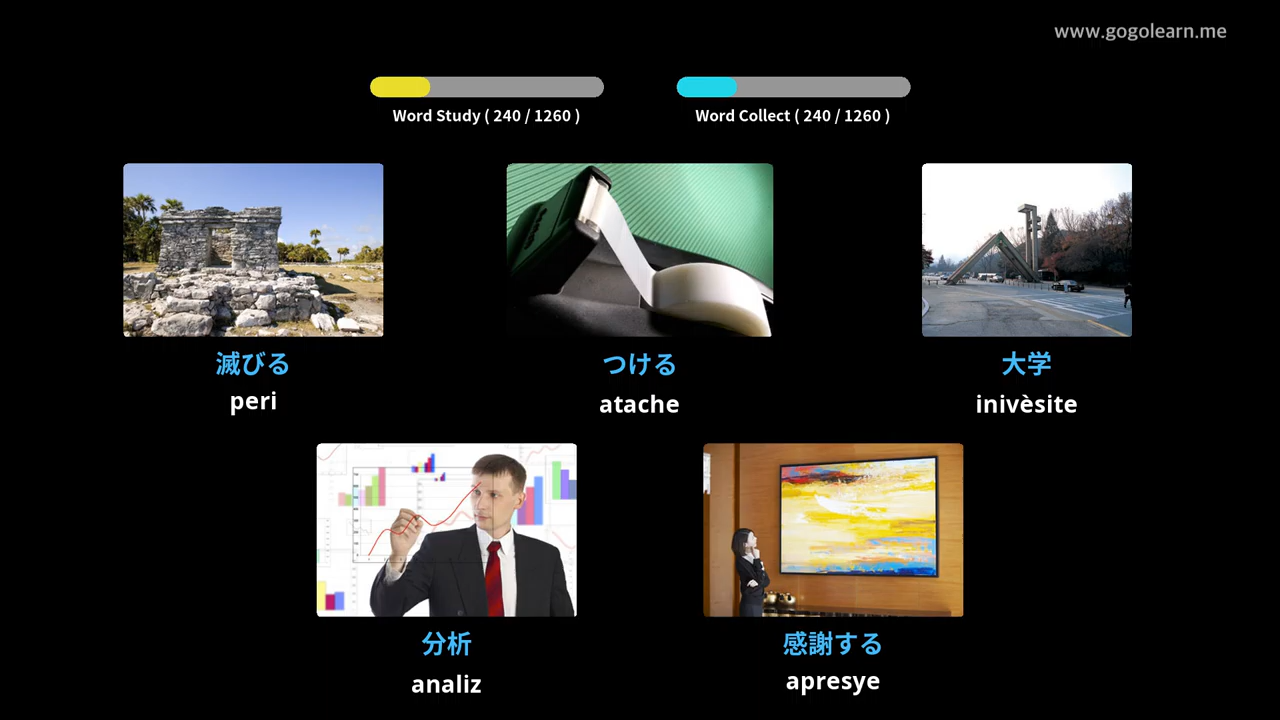 www.gogolearn.me
Word Study ( 240 / 1260 )
Word Collect ( 240 / 1260 )
滅びる
peri
つける
atache
大学
inivèsite
分析
analiz
感謝する
apresye